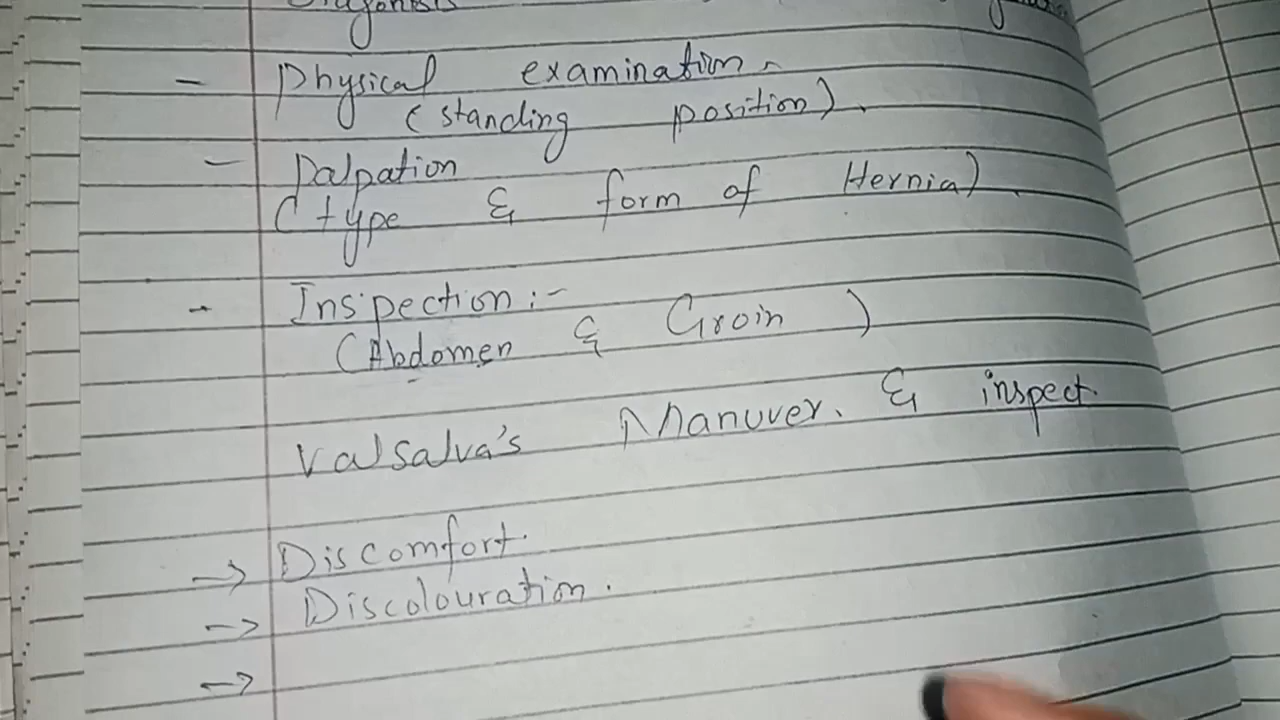 - Physical examination.
(standing position).
- Palpation
(type & form of Hernia).
- Inspection :-
(Abdomen & Groin)
Valsalva's Manuver. & inspect.
→ Discomfort.
→ Discolouration.
→